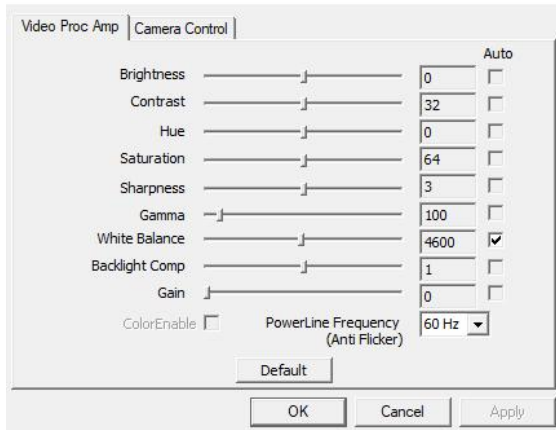 Video Proc Amp Camera Control
Auto
Brightness 0
Contrast 32
Hue 0
Saturation 64
Sharpness 3
Gamma 100
White Balance 4600
Backlight Comp 1
Gain 0
ColorEnable PowerLine Frequency 60 Hz
(Anti Flicker)
Default
OK Cancel Apply